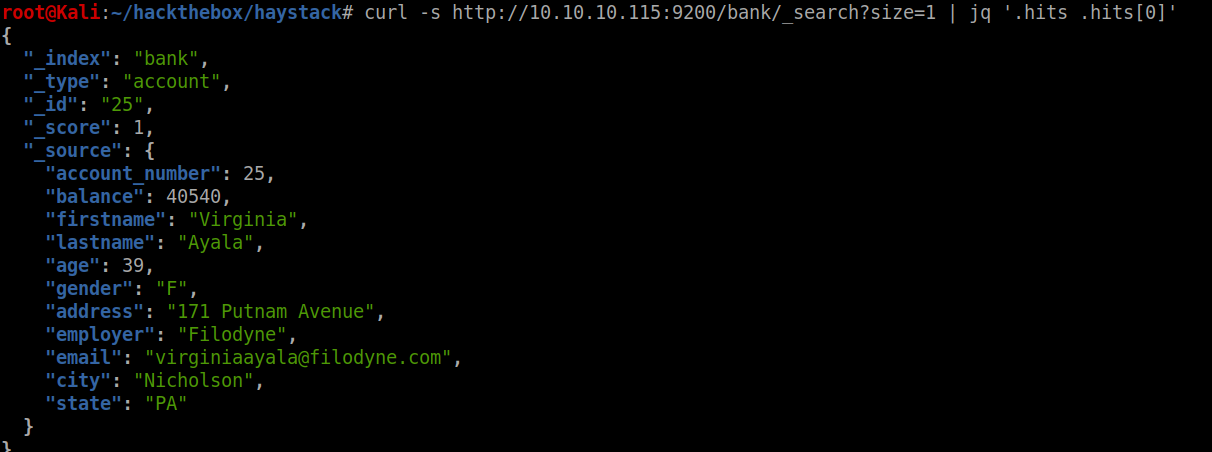 root@Kali:~/hackthebox/haystack# curl -s http://10.10.10.115:9200/bank/_search?size=1 | jq '.hits .hits[0]'
{
  "_index": "bank",
  "_type": "account",
  "_id": "25",
  "_score": 1,
  "_source": {
    "account_number": 25,
    "balance": 40540,
    "firstname": "Virginia",
    "lastname": "Ayala",
    "age": 39,
    "gender": "F",
    "address": "171 Putnam Avenue",
    "employer": "Filodyne",
    "email": "virginiaayala@filodyne.com",
    "city": "Nicholson",
    "state": "PA"
  }
}